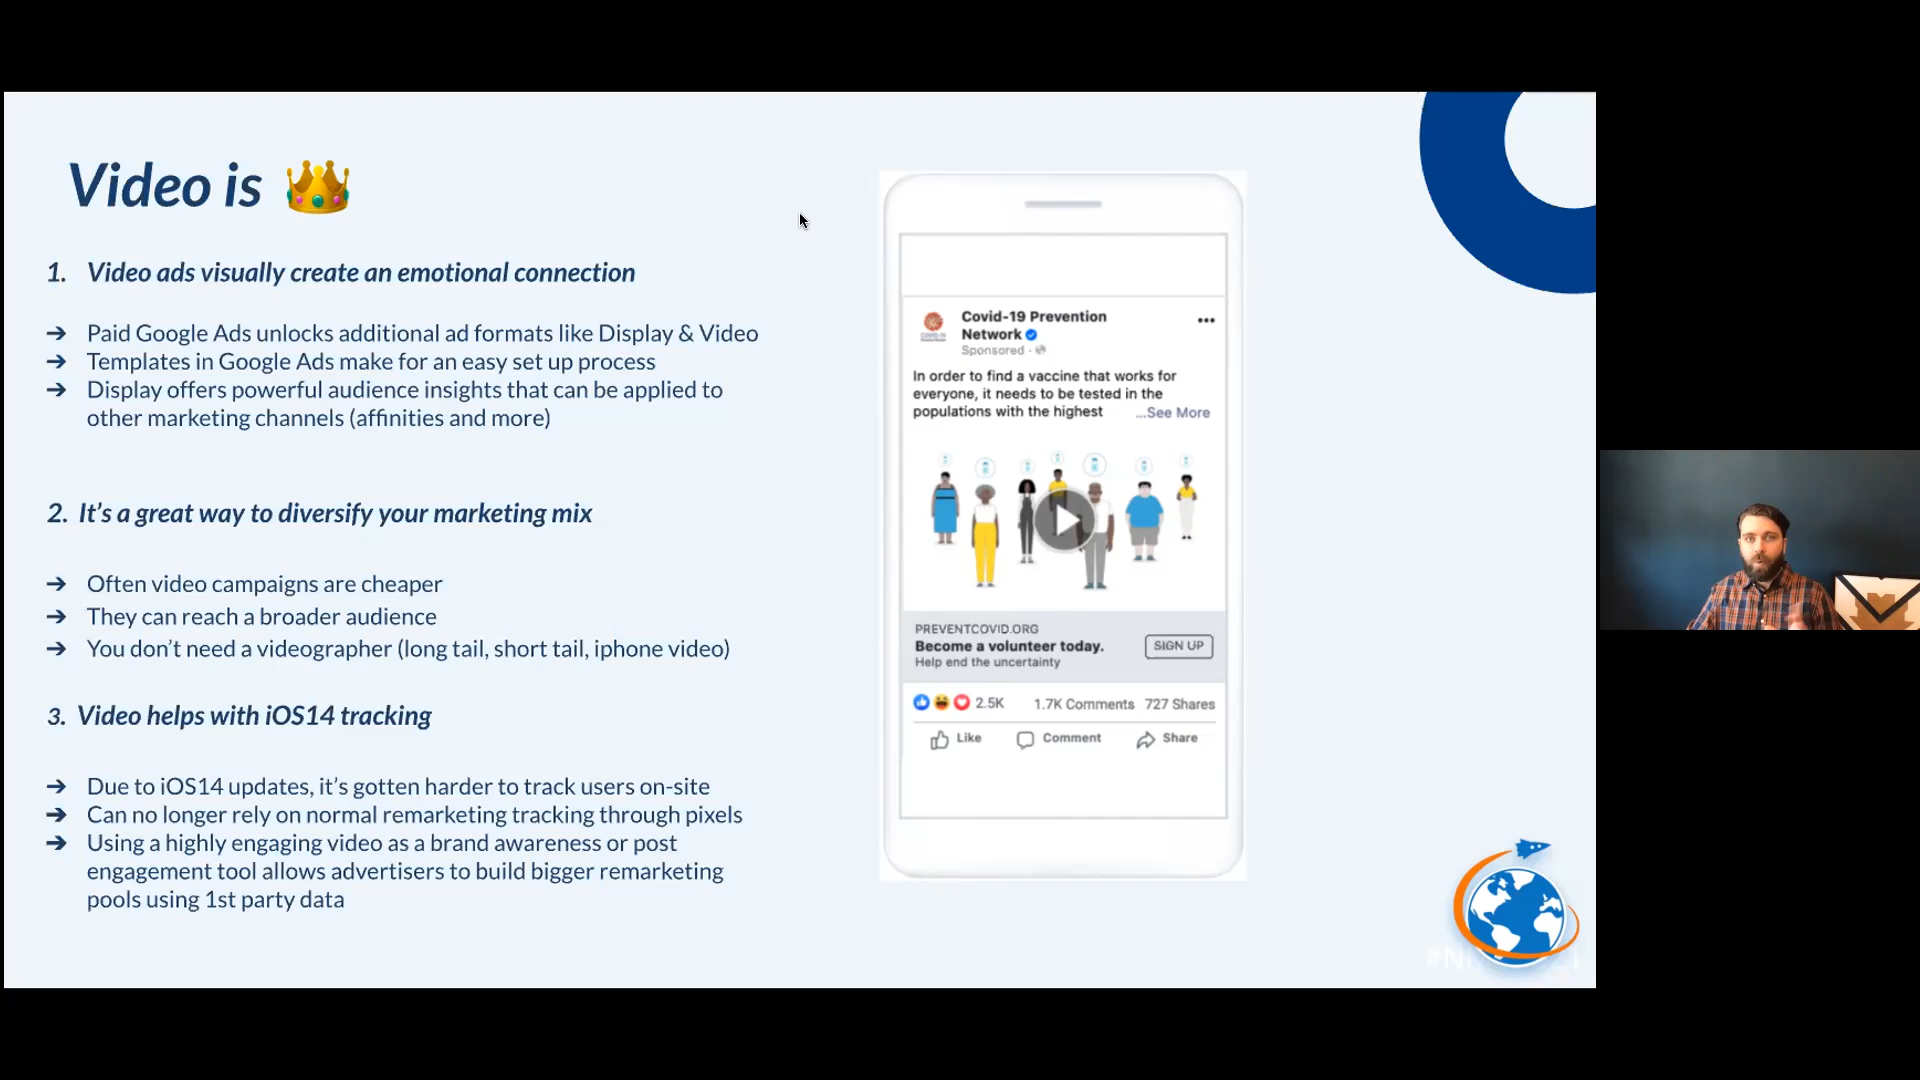 Video is 👑
1. Video ads visually create an emotional connection
➔ Paid Google Ads unlocks additional ad formats like Display & Video
➔ Templates in Google Ads make for an easy set up process
➔ Display offers powerful audience insights that can be applied to
other marketing channels (affinities and more)
2. It’s a great way to diversify your marketing mix
➔ Often video campaigns are cheaper
➔ They can reach a broader audience
➔ You don’t need a videographer (long tail, short tail, iphone video)
3. Video helps with iOS14 tracking
➔ Due to iOS14 updates, it’s gotten harder to track users on-site
➔ Can no longer rely on normal remarketing tracking through pixels
➔ Using a highly engaging video as a brand awareness or post
engagement tool allows advertisers to build bigger remarketing
pools using 1st party data
Covid-19 Prevention
Network
Sponsored ·
In order to find a vaccine that works for
everyone, it needs to be tested in the
populations with the highest ...See More
PREVENTCOVID.ORG
Become a volunteer today.
Help end the uncertainty
SIGN UP
2.5K 1.7K Comments 727 Shares
Like Comment Share